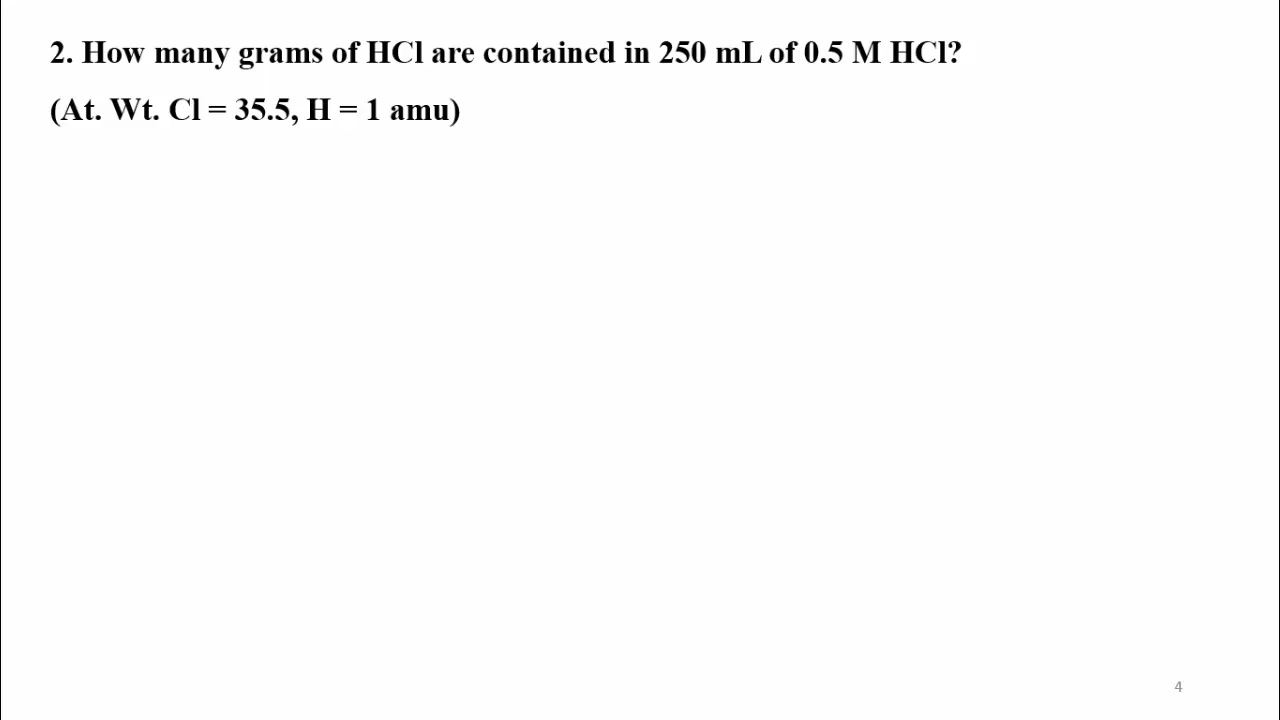 2. How many grams of HCl are contained in 250 mL of 0.5 M HCl?
(At. Wt. Cl = 35.5, H = 1 amu)
4